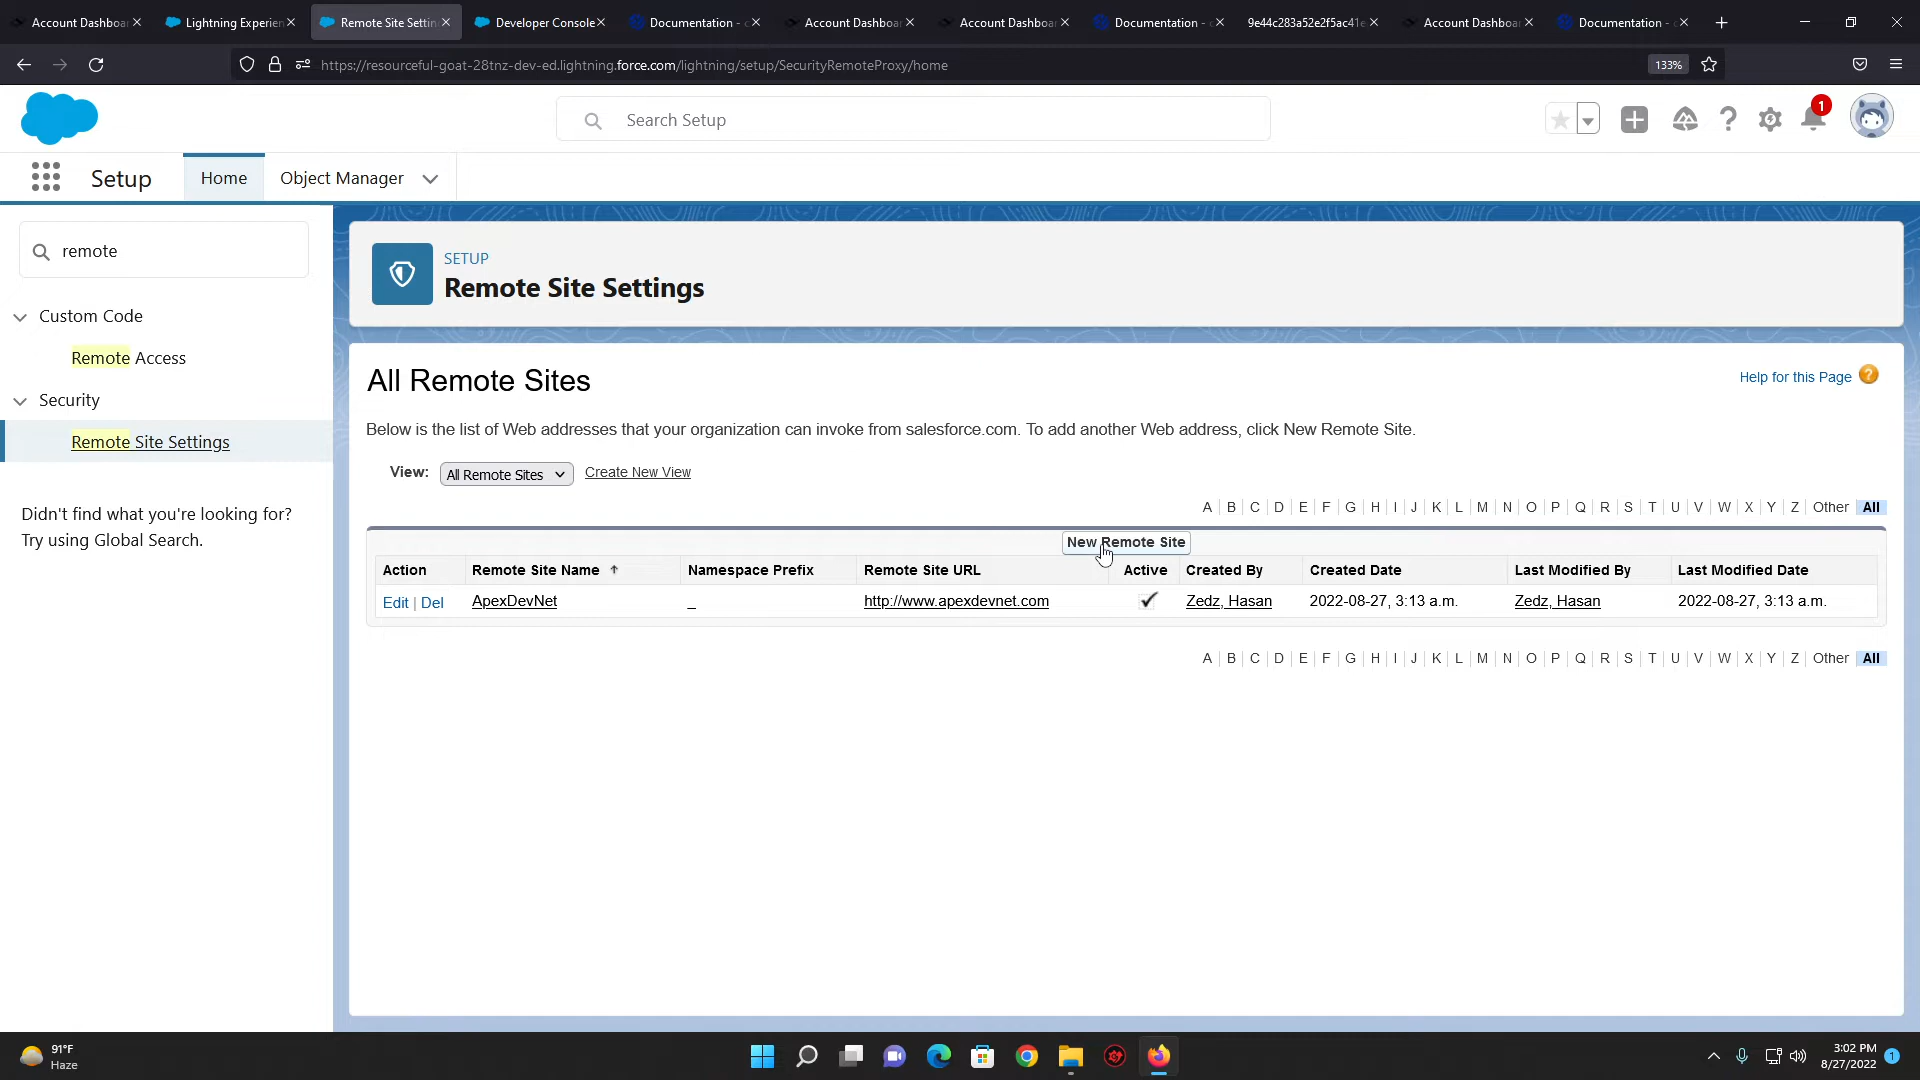 Account Dashboar
Lightning Experien
Remote Site Settin
Developer Console
Documentation -
Account Dashboar
Account Dashboar
Documentation -
9e44c283a52e2f5ac41e
Account Dashboar
Documentation -
https://resourceful-goat-28tnz-dev-ed.lightning.force.com/lightning/setup/SecurityRemoteProxy/home
133%
Search Setup
1
Setup
Home
Object Manager
remote
Custom Code
Remote Access
Security
Remote Site Settings
Didn't find what you're looking for?
Try using Global Search.
SETUP
Remote Site Settings
All Remote Sites
Help for this Page ?
Below is the list of Web addresses that your organization can invoke from salesforce.com. To add another Web address, click New Remote Site.
View: All Remote Sites Create New View
A | B | C | D | E | F | G | H | I | J | K | L | M | N | O | P | Q | R | S | T | U | V | W | X | Y | Z | Other All
New Remote Site
Action Remote Site Name ↑ Namespace Prefix Remote Site URL Active Created By Created Date Last Modified By Last Modified Date
Edit | Del ApexDevNet _ http://www.apexdevnet.com ✓ Zedz, Hasan 2022-08-27, 3:13 a.m. Zedz, Hasan 2022-08-27, 3:13 a.m.
A | B | C | D | E | F | G | H | I | J | K | L | M | N | O | P | Q | R | S | T | U | V | W | X | Y | Z | Other All
91°F
Haze
3:02 PM
8/27/2022
1